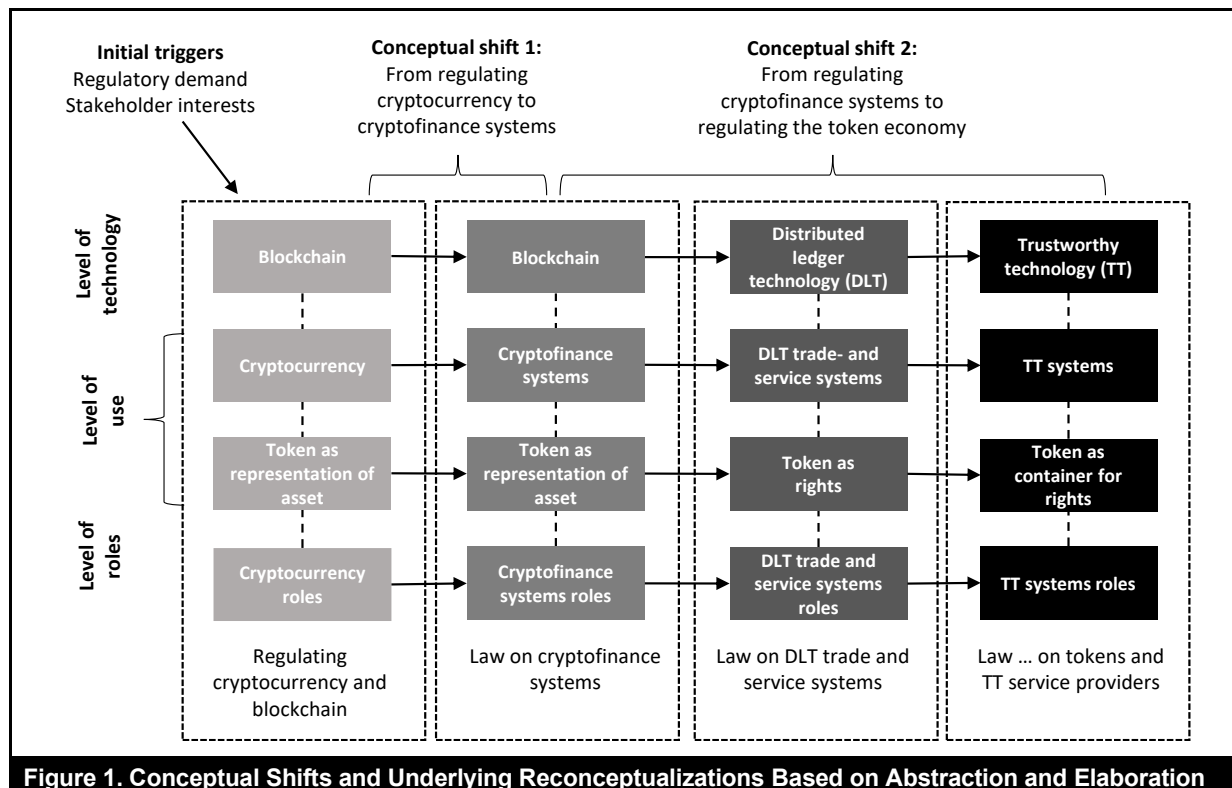 Initial triggers
Regulatory demand
Stakeholder interests
Conceptual shift 1:
From regulating
cryptocurrency to
cryptofinance systems
Conceptual shift 2:
From regulating
cryptofinance systems to
regulating the token economy
Level of
technology
Blockchain
Blockchain
Distributed
ledger
technology (DLT)
Trustworthy
technology (TT)
Level of
use
Cryptocurrency
Cryptofinance
systems
DLT trade- and
service systems
TT systems
Token as
representation of
asset
Token as
representation of
asset
Token as
rights
Token as
container for
rights
Level of
roles
Cryptocurrency
roles
Cryptofinance
systems roles
DLT trade and
service systems
roles
TT systems roles
Regulating
cryptocurrency and
blockchain
Law on cryptofinance
systems
Law on DLT trade and
service systems
Law ... on tokens and
TT service providers
Figure 1. Conceptual Shifts and Underlying Reconceptualizations Based on Abstraction and Elaboration